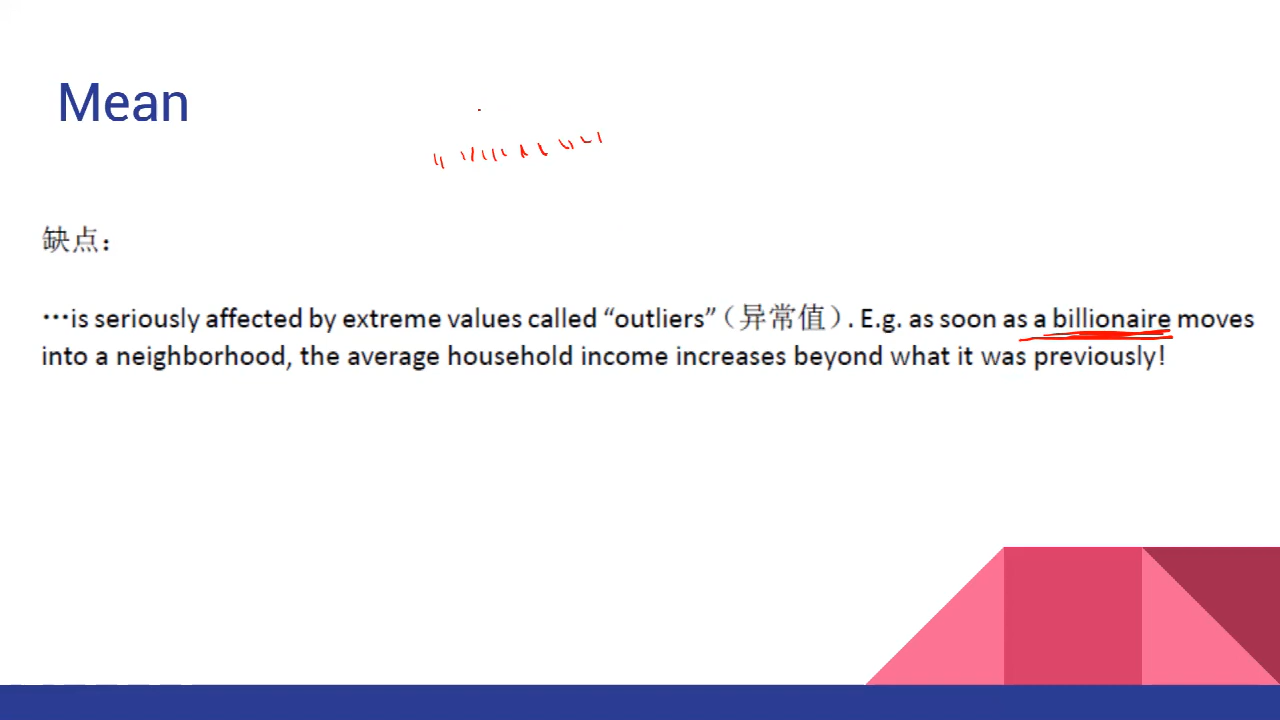 Mean
缺点：
…is seriously affected by extreme values called “outliers”（异常值）. E.g. as soon as a billionaire moves
into a neighborhood, the average household income increases beyond what it was previously!